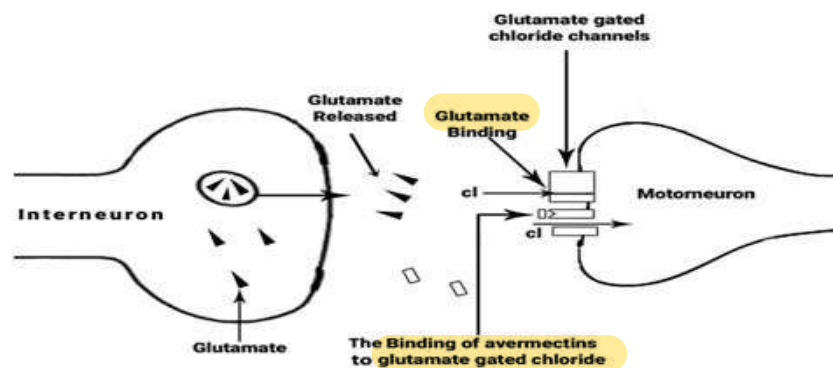 Glutamate gated
chloride channels
Glutamate
Released
Glutamate
Binding
cl
Interneuron
Motorneuron
cl
Glutamate
The Binding of avermectins
to glutamate gated chloride